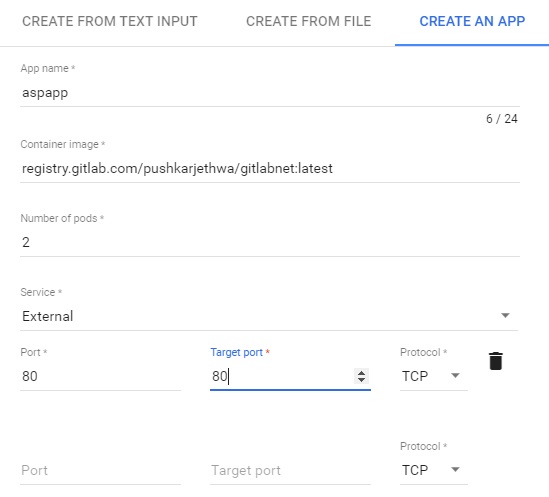 CREATE FROM TEXT INPUT CREATE FROM FILE CREATE AN APP
App name *
aspapp
6 / 24
Container image *
registry.gitlab.com/pushkarjethwa/gitlabnet:latest
Number of pods *
2
Service *
External
Port * Target port * Protocol *
80 80 TCP
Protocol *
Port Target port TCP